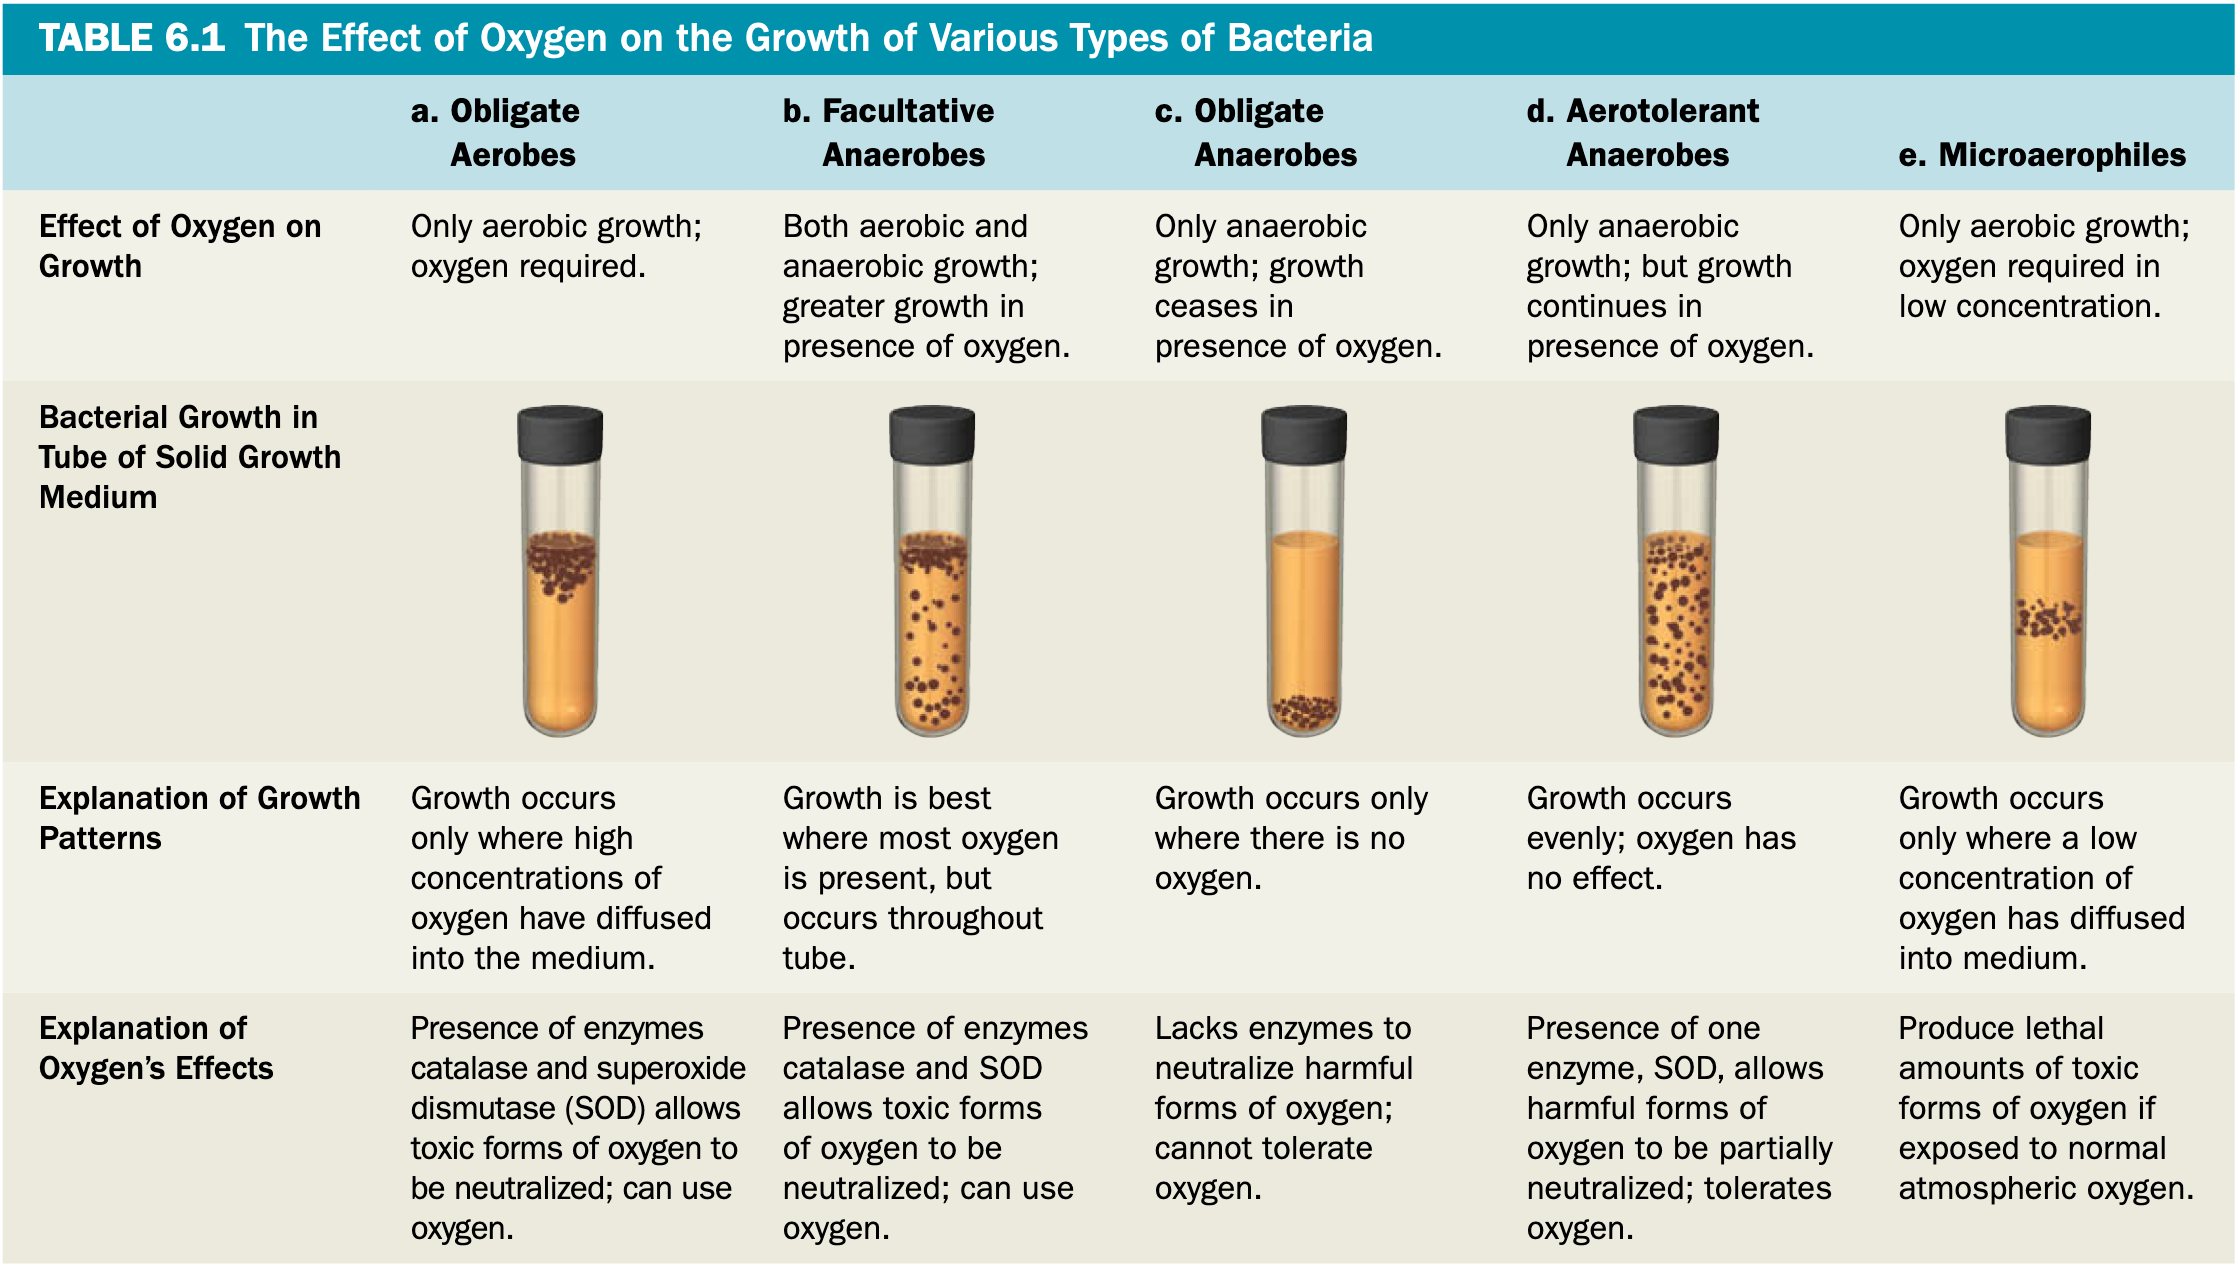 TABLE 6.1 The Effect of Oxygen on the Growth of Various Types of Bacteria
a. Obligate
Aerobes
b. Facultative
Anaerobes
c. Obligate
Anaerobes
d. Aerotolerant
Anaerobes
e. Microaerophiles
Effect of Oxygen on
Growth
Only aerobic growth;
oxygen required.
Both aerobic and
anaerobic growth;
greater growth in
presence of oxygen.
Only anaerobic
growth; growth
ceases in
presence of oxygen.
Only anaerobic
growth; but growth
continues in
presence of oxygen.
Only aerobic growth;
oxygen required in
low concentration.
Bacterial Growth in
Tube of Solid Growth
Medium
Explanation of Growth
Patterns
Growth occurs
only where high
concentrations of
oxygen have diffused
into the medium.
Growth is best
where most oxygen
is present, but
occurs throughout
tube.
Growth occurs only
where there is no
oxygen.
Growth occurs
evenly; oxygen has
no effect.
Growth occurs
only where a low
concentration of
oxygen has diffused
into medium.
Explanation of
Oxygen's Effects
Presence of enzymes
catalase and superoxide
dismutase (SOD) allows
toxic forms of oxygen to
be neutralized; can use
oxygen.
Presence of enzymes
catalase and SOD
allows toxic forms
of oxygen to be
neutralized; can use
oxygen.
Lacks enzymes to
neutralize harmful
forms of oxygen;
cannot tolerate
oxygen.
Presence of one
enzyme, SOD, allows
harmful forms of
oxygen to be partially
neutralized; tolerates
oxygen.
Produce lethal
amounts of toxic
forms of oxygen if
exposed to normal
atmospheric oxygen.